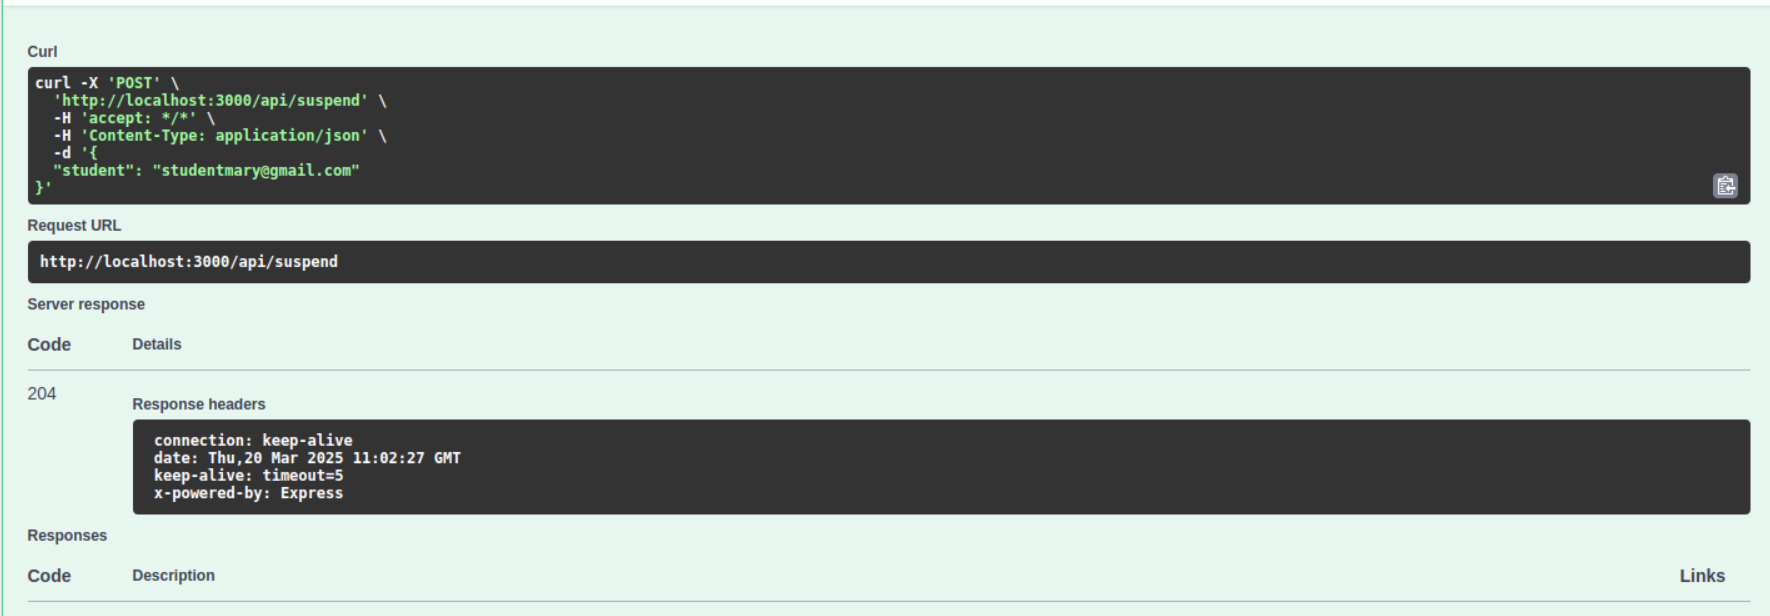 Curl
curl -X 'POST' \
  'http://localhost:3000/api/suspend' \
  -H 'accept: */*' \
  -H 'Content-Type: application/json' \
  -d '{
  "student": "studentmary@gmail.com"
}'
Request URL
http://localhost:3000/api/suspend
Server response
Code Details
204
Response headers
connection: keep-alive
date: Thu,20 Mar 2025 11:02:27 GMT
keep-alive: timeout=5
x-powered-by: Express
Responses
Code Description Links